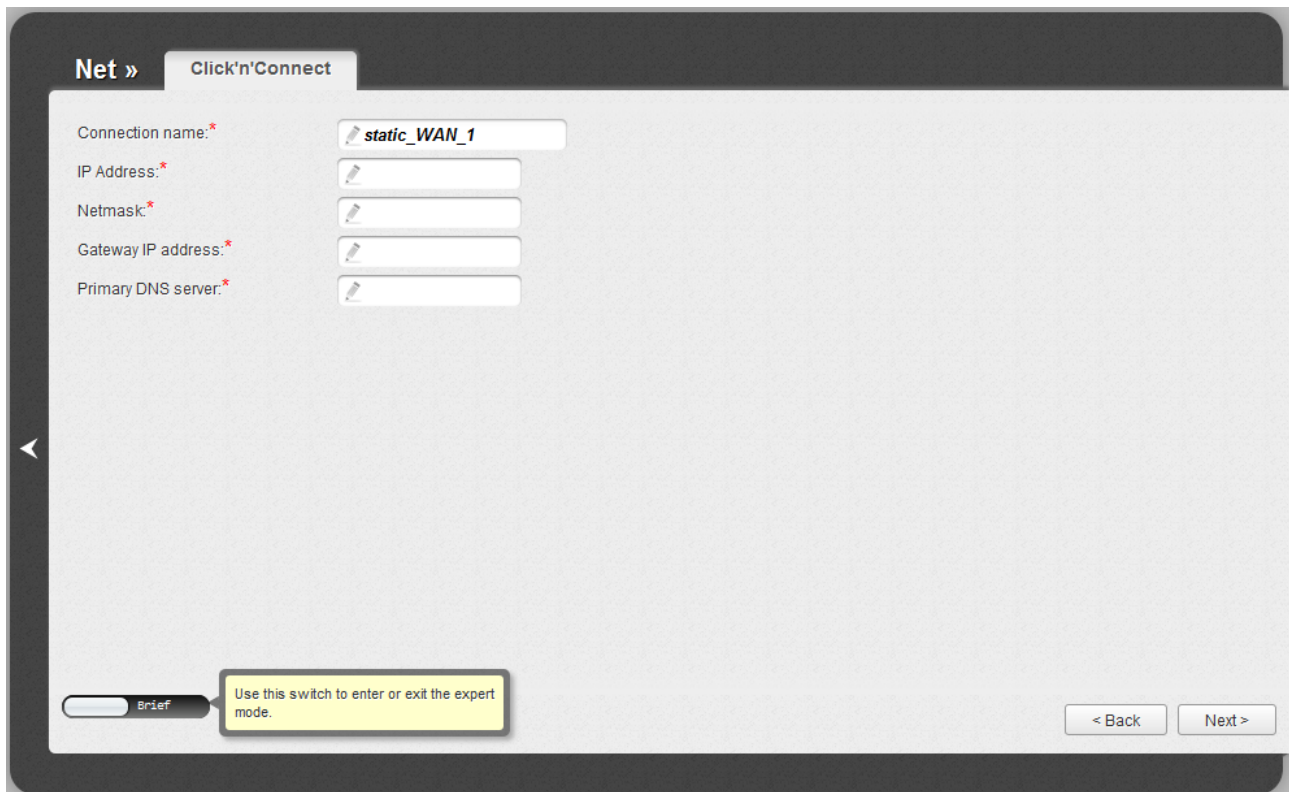 Net »
Click'n'Connect
Connection name:*
static_WAN_1
IP Address:*
Netmask:*
Gateway IP address:*
Primary DNS server:*
Brief
Use this switch to enter or exit the expert
mode.
< Back
Next >